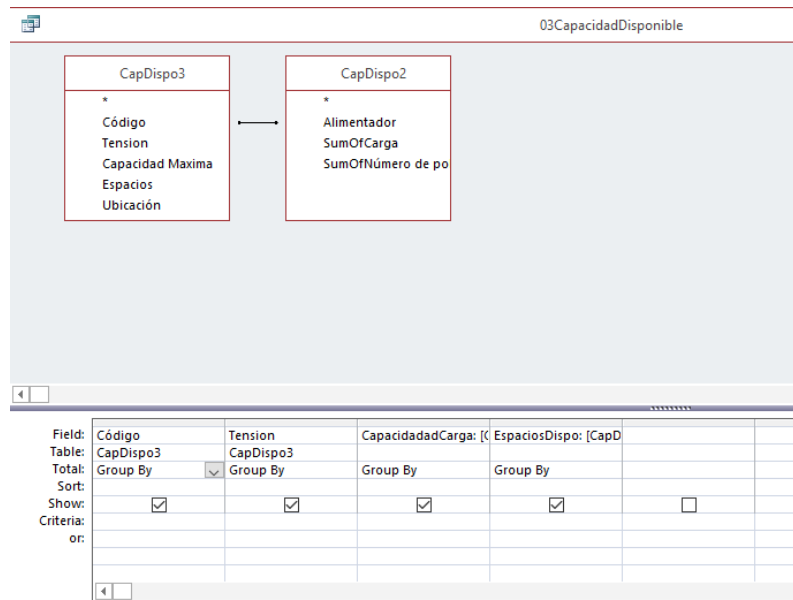 03CapacidadDisponible
CapDispo3
*
Código
Tension
Capacidad Maxima
Espacios
Ubicación
CapDispo2
*
Alimentador
SumOfCarga
SumOfNúmero de po
Field: Código Tension CapacidadadCarga: [C EspaciosDispo: [CapD
Table: CapDispo3 CapDispo3
Total: Group By Group By Group By Group By
Sort:
Show:
Criteria:
or: